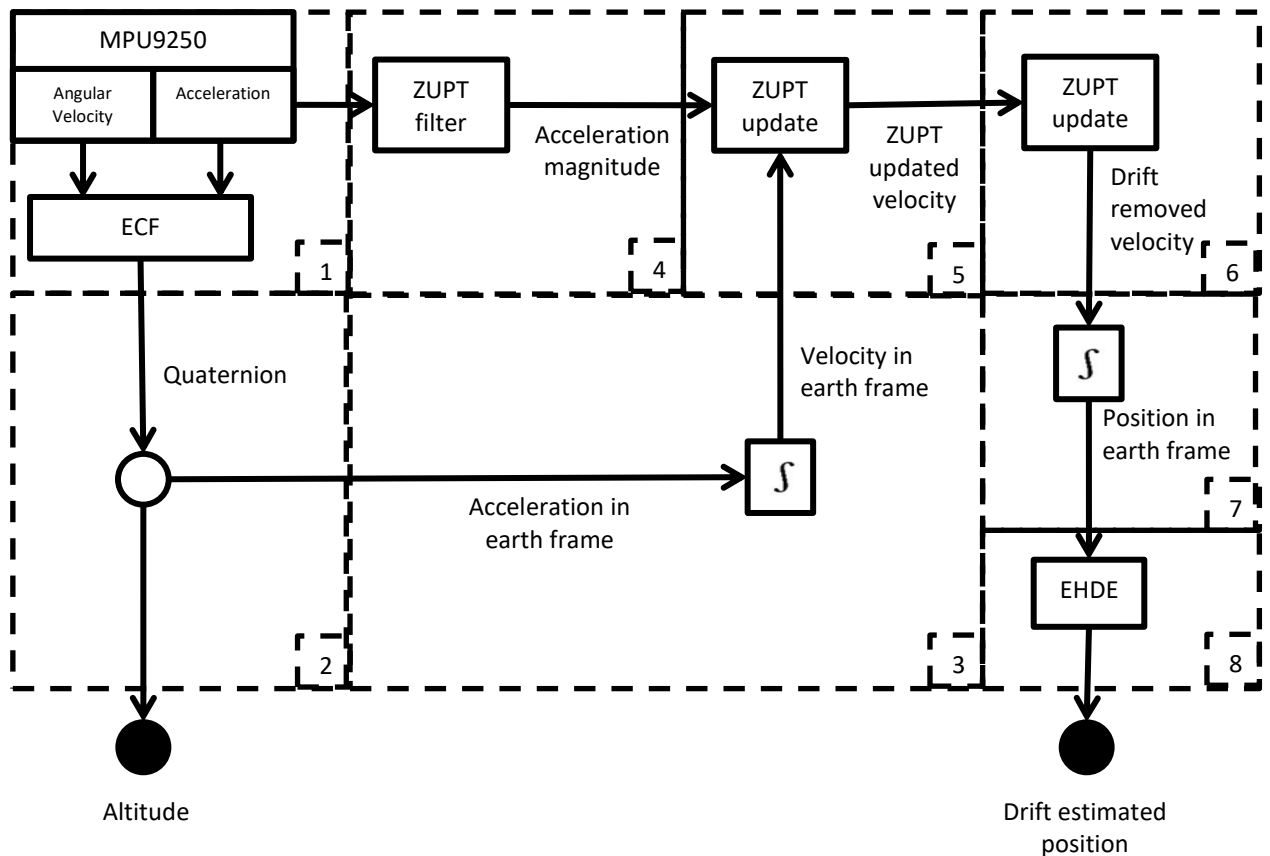 MPU9250
Angular
Velocity
Acceleration
ECF
1
ZUPT
filter
Acceleration
magnitude
4
ZUPT
update
ZUPT
updated
velocity
5
ZUPT
update
Drift
removed
velocity
6
Quaternion
2
Acceleration in
earth frame
∫
Velocity in
earth frame
3
∫
Position in
earth frame
7
EHDE
8
Altitude
Drift estimated
position